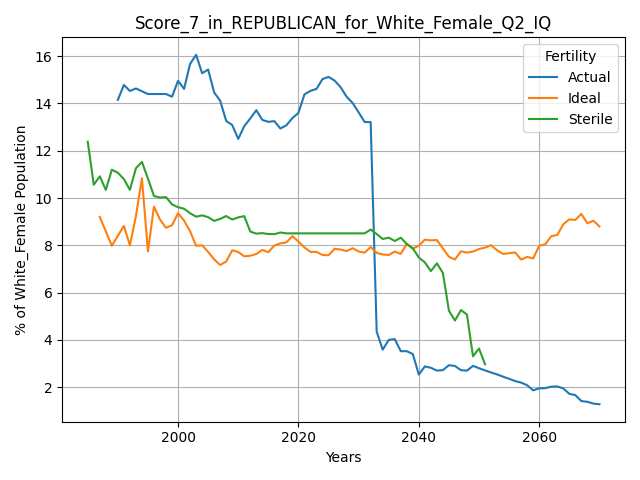 Score_7_in_REPUBLICAN_for_White_Female_Q2_IQ
Fertility
Actual
Ideal
Sterile
% of White_Female Population
16
14
12
10
8
6
4
2
2000 2020 2040 2060
Years